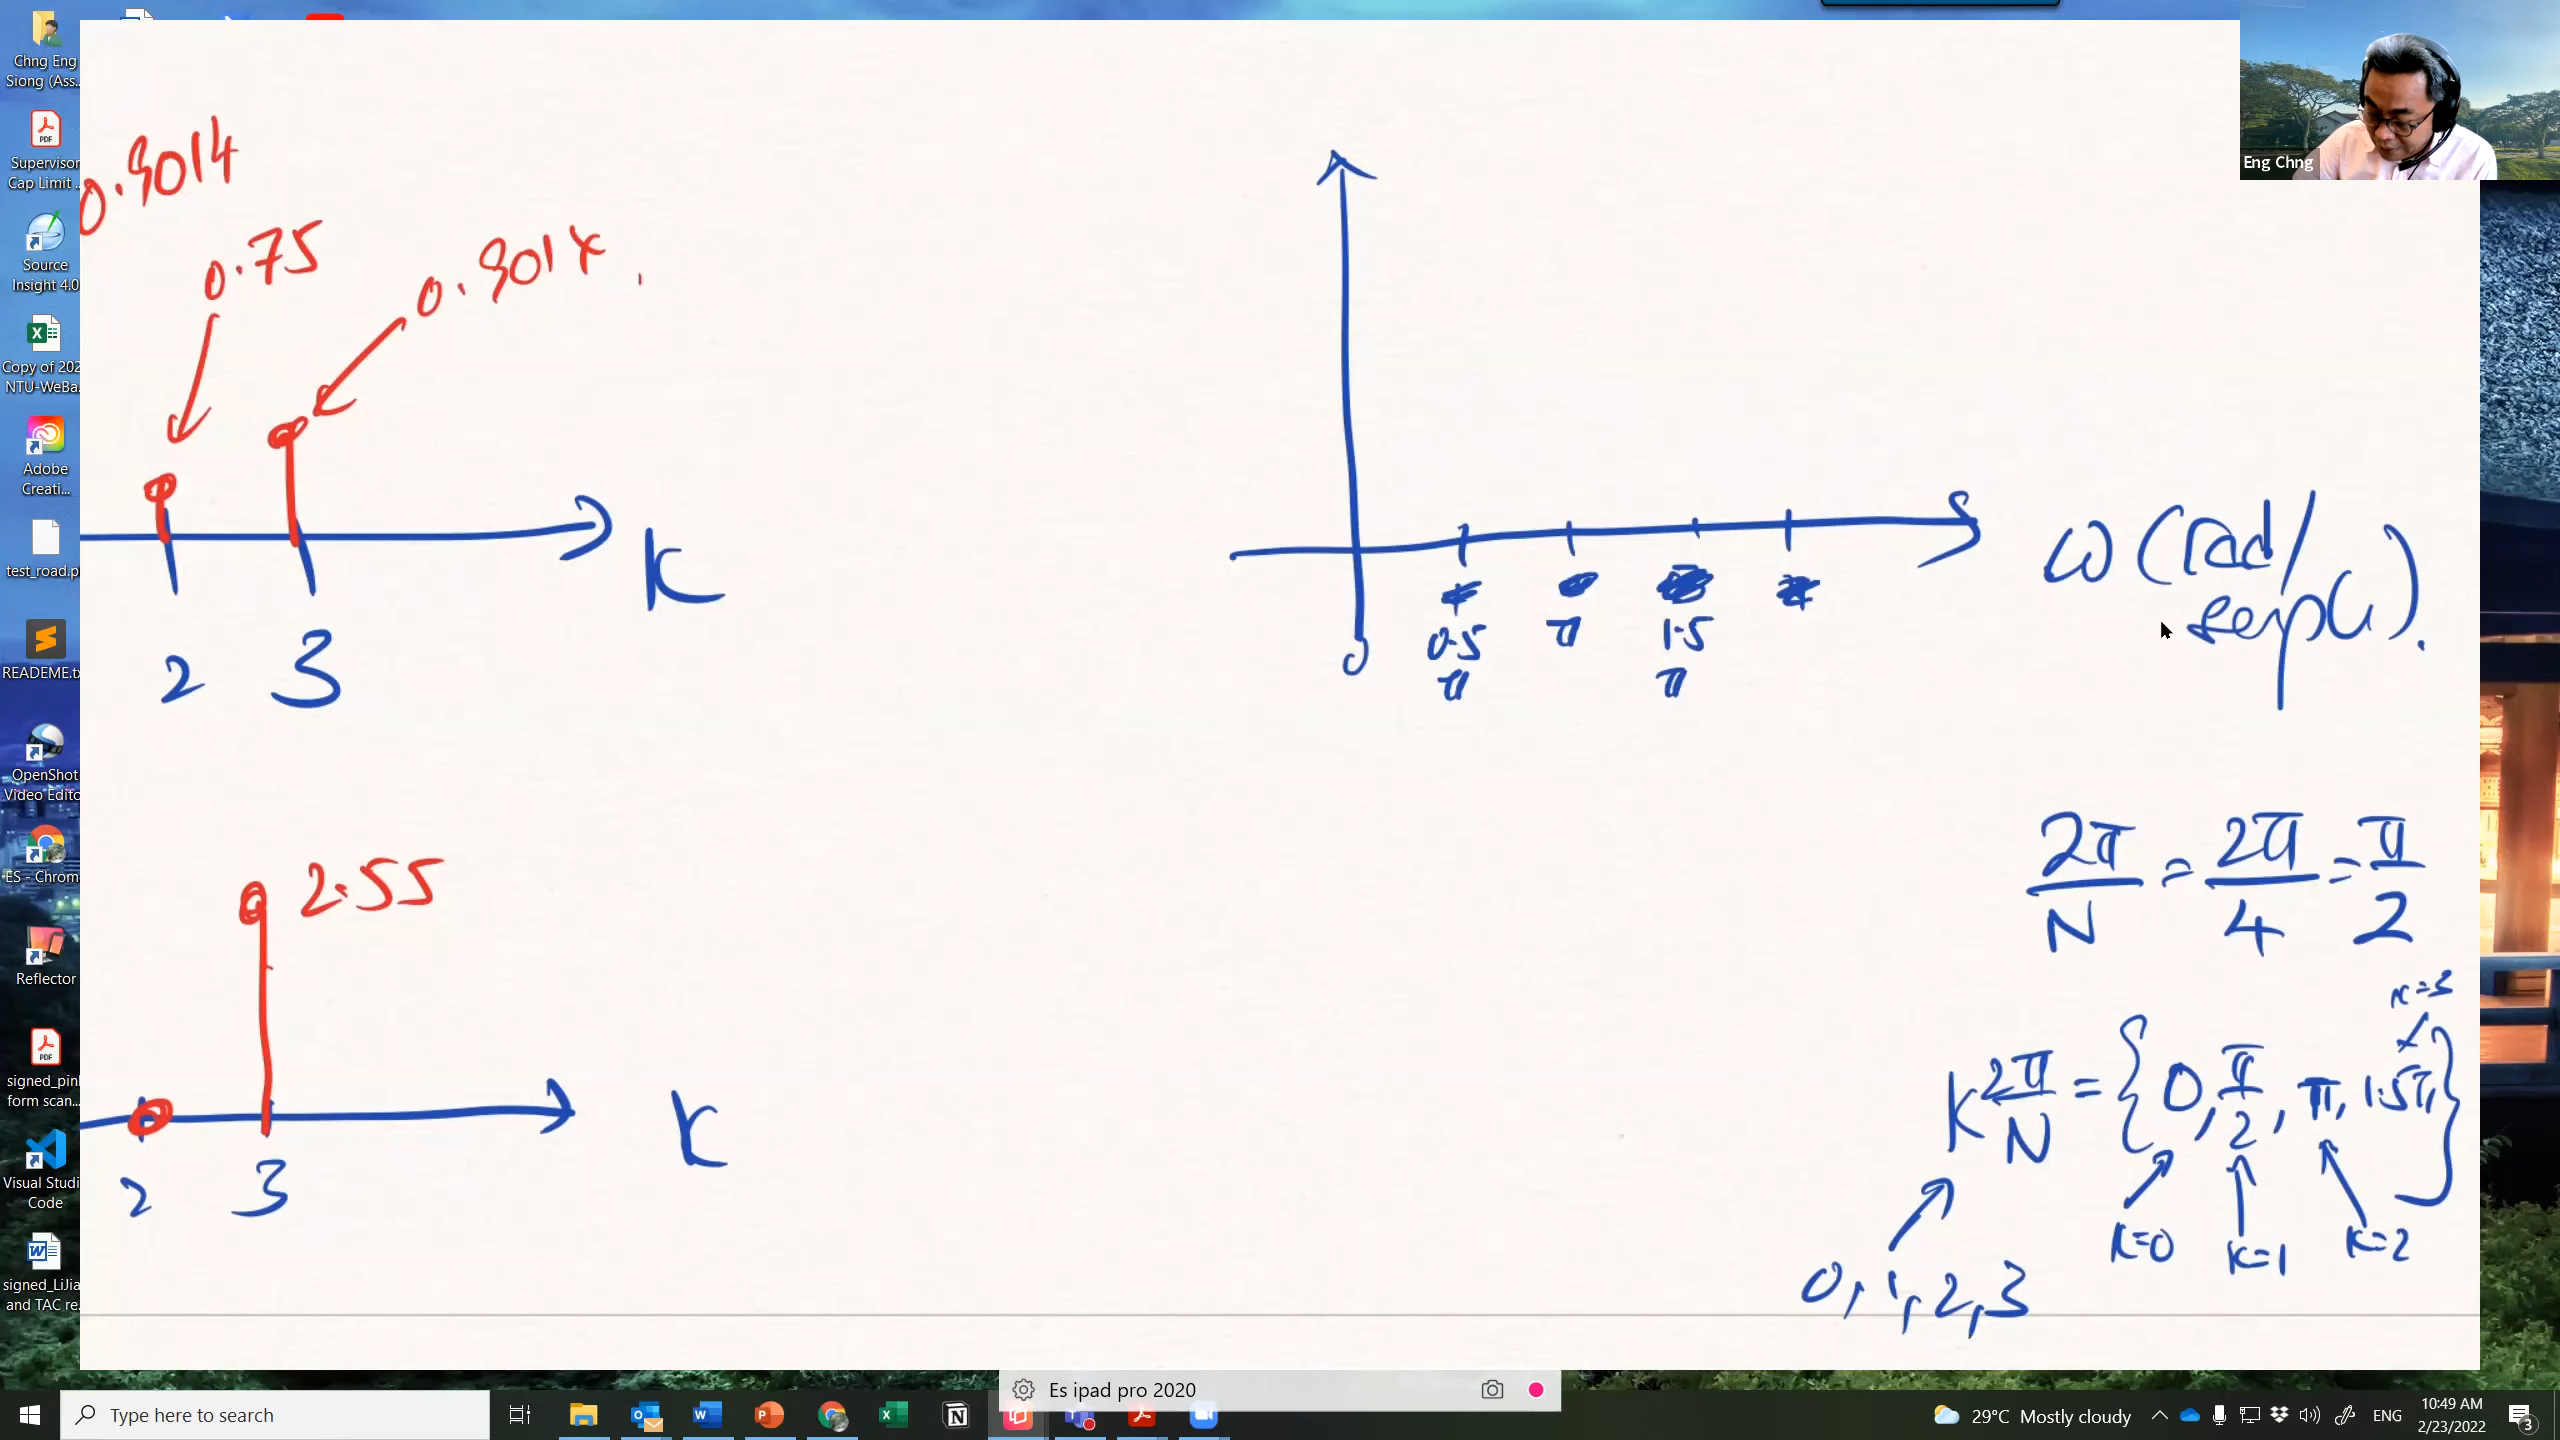 Chng Eng
Siong (Ass...
Supervisor
Cap Limit ...
Source
Insight 4.0
Copy of 202
NTU-WeBa...
Adobe
Creati...
test_road.p
READEME.tx
OpenShot
Video Edito
ES - Chrom
Reflector
signed_pin
form scan...
Visual Studi
Code
signed_LiJia
and TAC re...
Eng Chng
0.9014
0.75
0.901x
K
2
3
0
0.5
π
π
1.5
π
ω (rad/
sample).
2.55
K
2
3
2π/N = 2π/4 = π/2
K=3
K 2π/N = {0, π/2, π, 1.5π,}
K=0
K=1
K=2
0, 1, 2, 3
Es ipad pro 2020
Type here to search
29°C Mostly cloudy
ENG
10:49 AM
2/23/2022
3